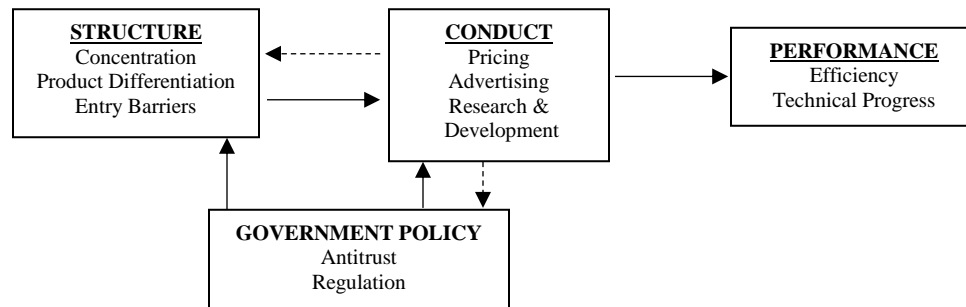 STRUCTURE
Concentration
Product Differentiation
Entry Barriers
CONDUCT
Pricing
Advertising
Research &
Development
PERFORMANCE
Efficiency
Technical Progress
GOVERNMENT POLICY
Antitrust
Regulation